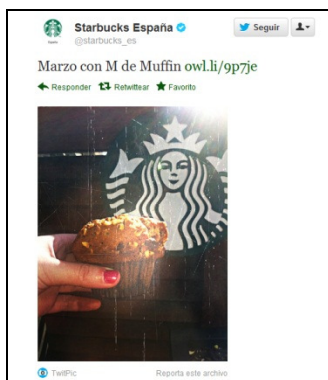 Starbucks España
@starbucks_es
Seguir
Marzo con M de Muffin owl.li/9p7je
Responder Retwittear Favorito
TwitPic Reporta este archivo